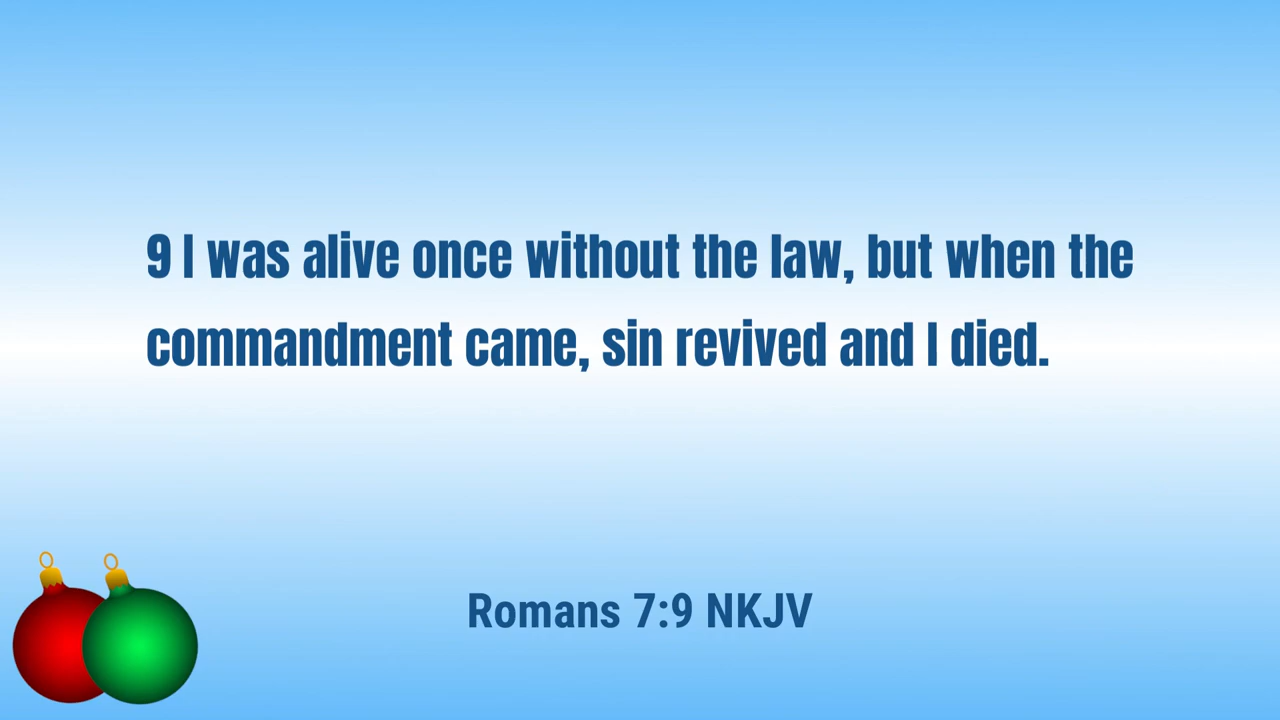 9 I was alive once without the law, but when the
commandment came, sin revived and I died.
Romans 7:9 NKJV